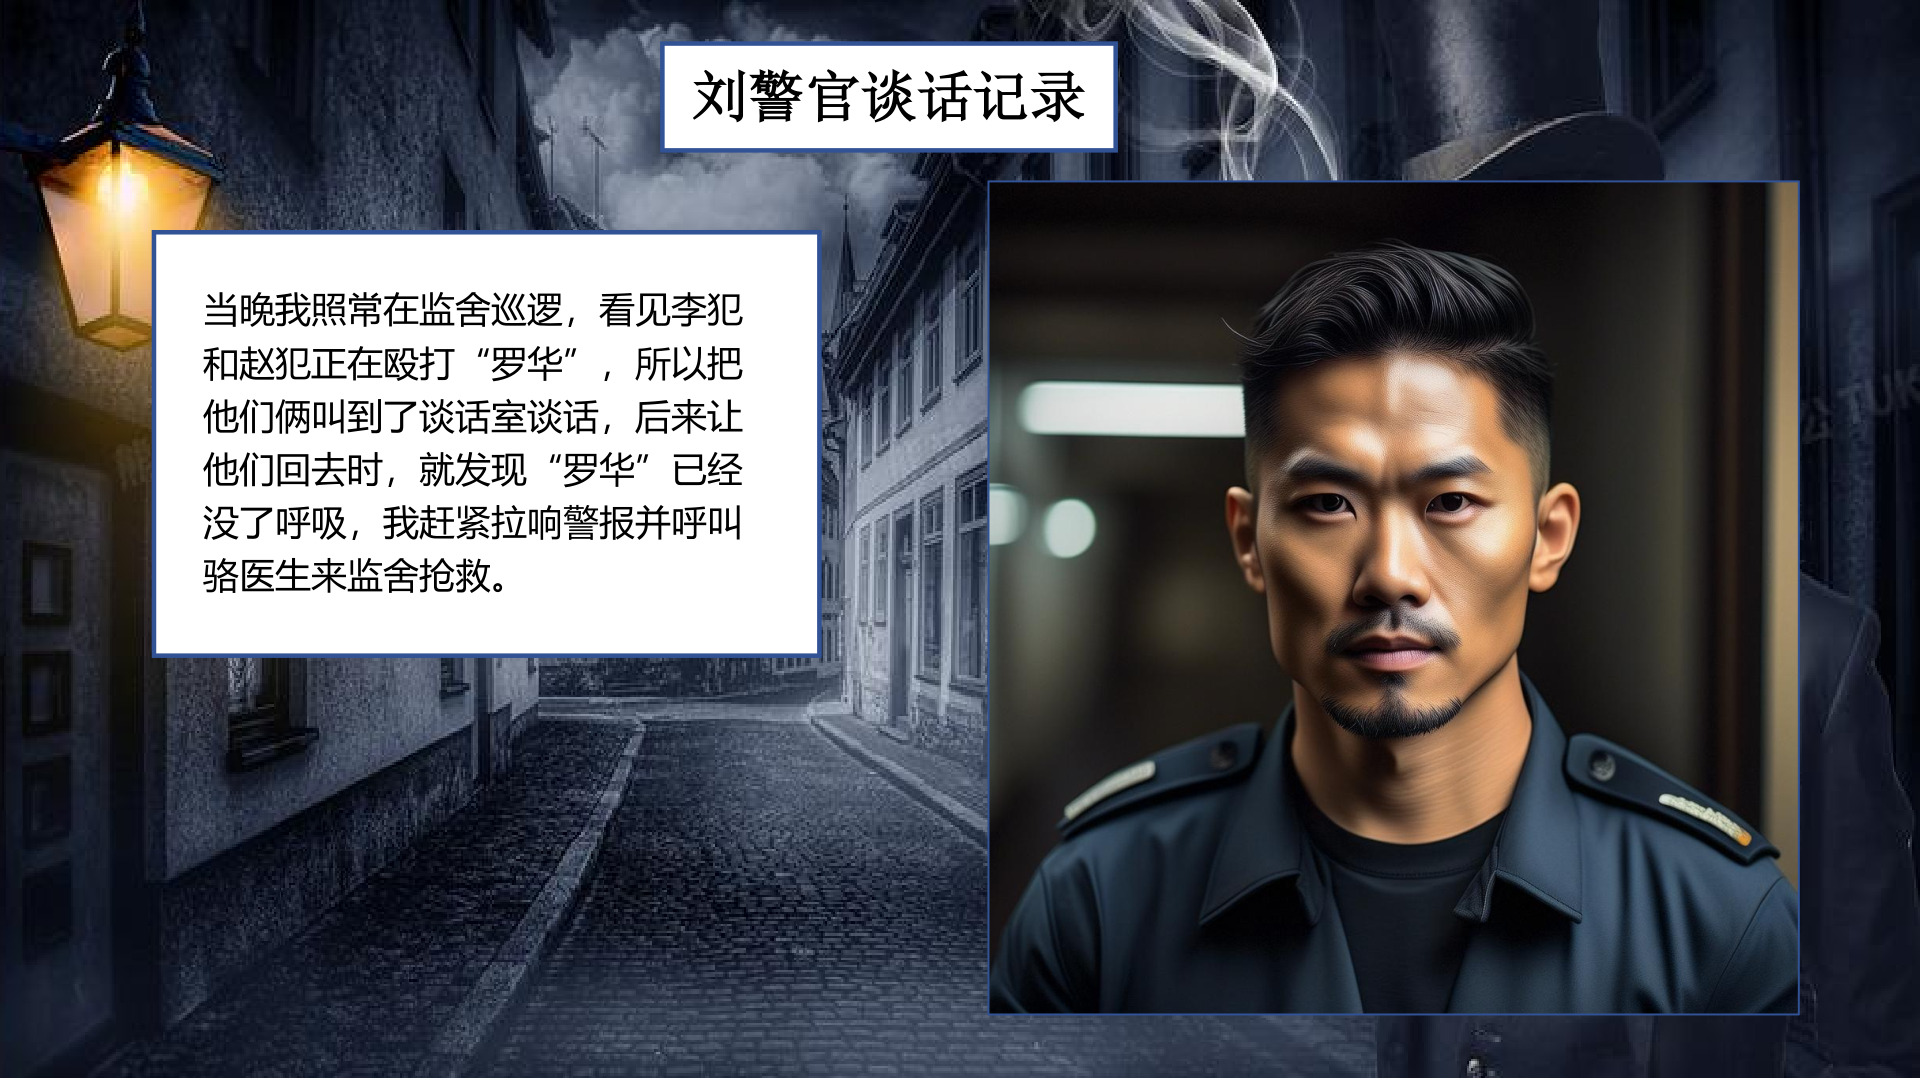 刘警官谈话记录
当晚我照常在监舍巡逻，看见李犯
和赵犯正在殴打“罗华”，所以把
他们俩叫到了谈话室谈话，后来让
他们回去时，就发现“罗华”已经
没了呼吸，我赶紧拉响警报并呼叫
骆医生来监舍抢救。